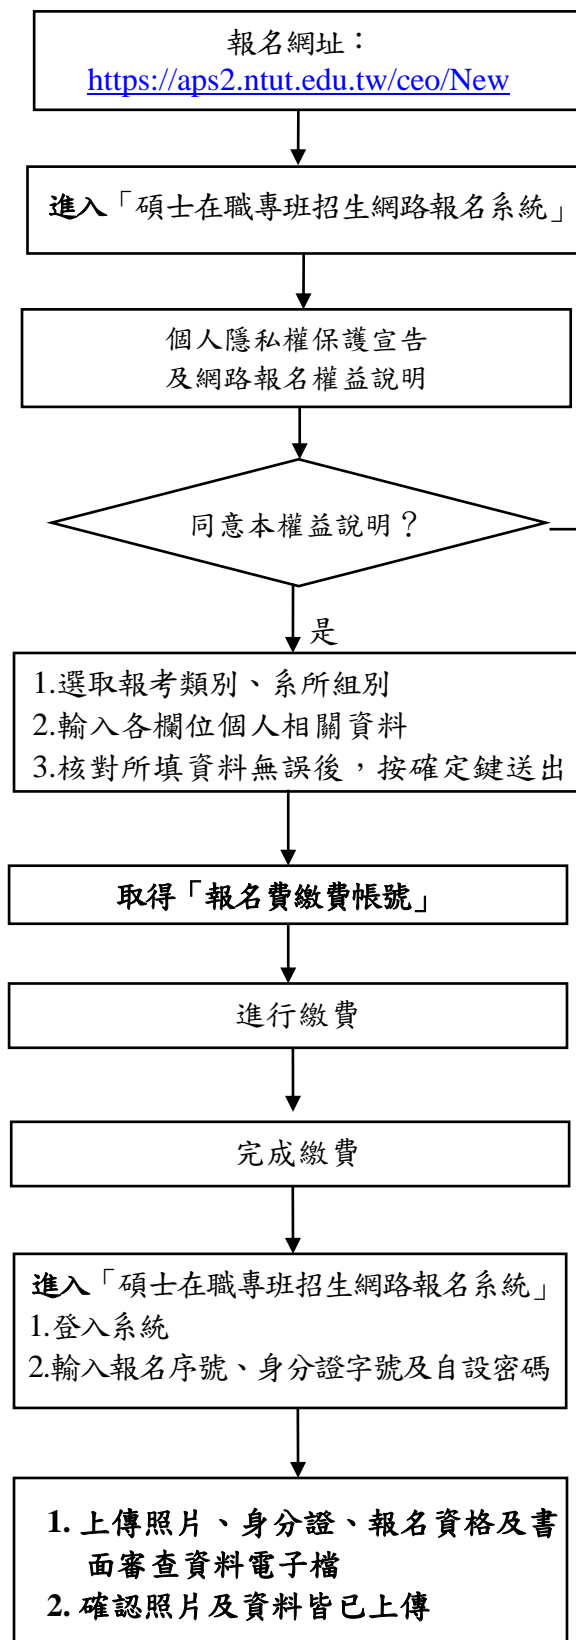 報名網址：
https://aps2.ntut.edu.tw/ceo/New
進入「碩士在職專班招生網路報名系統」
個人隱私權保護宣告
及網路報名權益說明
同意本權益說明？
是
1.選取報考類別、系所組別
2.輸入各欄位個人相關資料
3.核對所填資料無誤後，按確定鍵送出
取得「報名費繳費帳號」
進行繳費
完成繳費
進入「碩士在職專班招生網路報名系統」
1.登入系統
2.輸入報名序號、身分證字號及自設密碼
1. 上傳照片、身分證、報名資格及書
面審查資料電子檔
2. 確認照片及資料皆已上傳